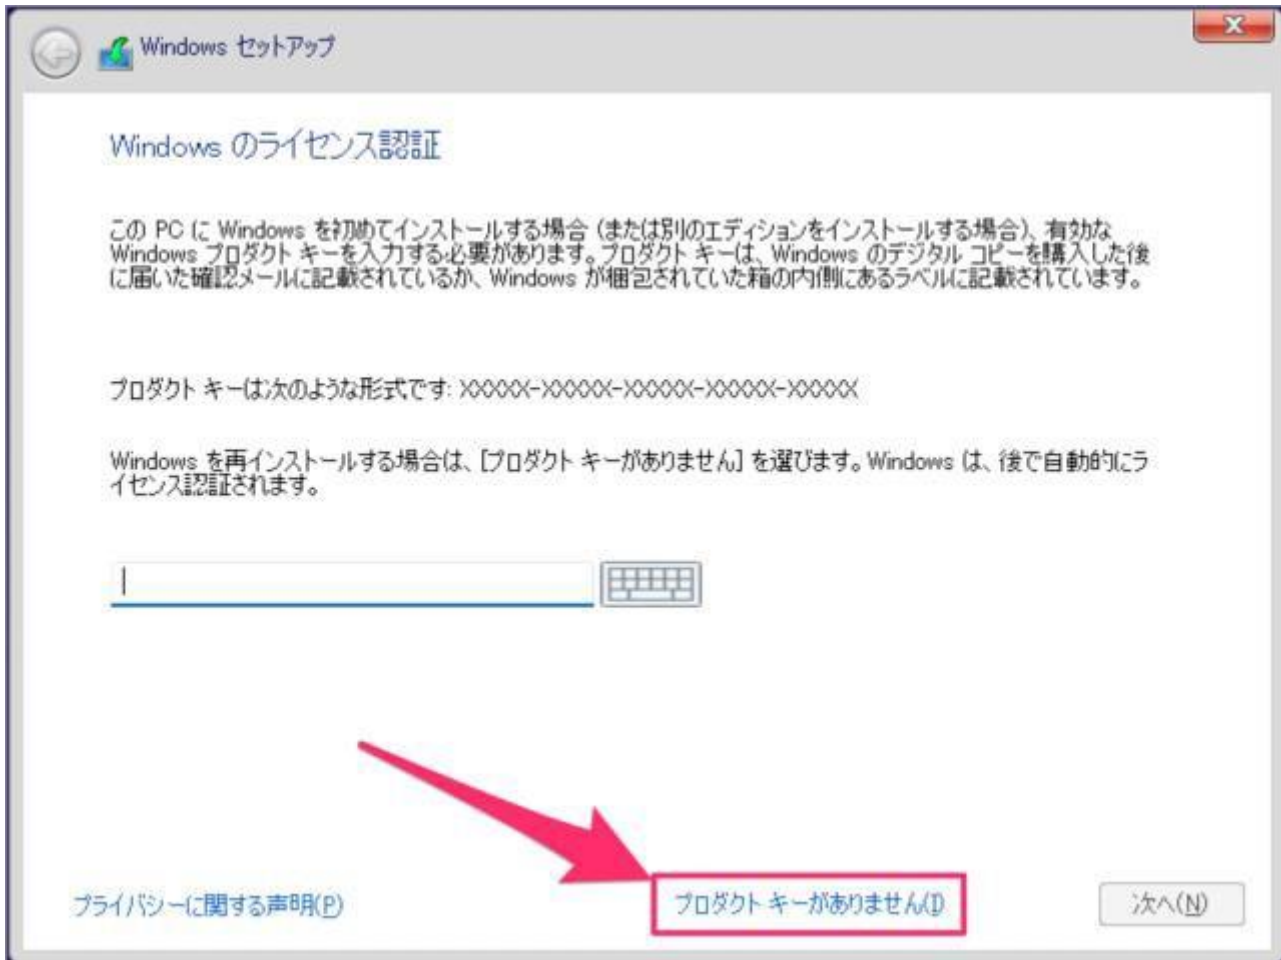 Windows セットアップ
Windows のライセンス認証
この PC に Windows を初めてインストールする場合 (または別のエディションをインストールする場合)、有効な
Windows プロダクト キーを入力する必要があります。プロダクト キーは、Windows のデジタル コピーを購入した後
に届いた確認メールに記載されているか、Windows が梱包されていた箱の内側にあるラベルに記載されています。
プロダクト キーは次のような形式です: XXXXX-XXXXX-XXXXX-XXXXX-XXXXX
Windows を再インストールする場合は、[プロダクト キーがありません] を選びます。Windows は、後で自動的にラ
イセンス認証されます。
プライバシーに関する声明(P)
プロダクト キーがありません(I)
次へ(N)